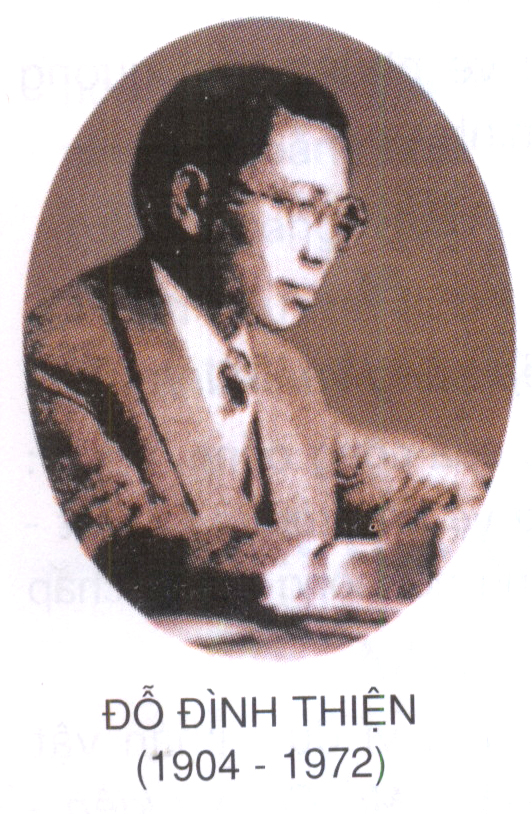 ĐỖ ĐÌNH THIỆN
(1904 - 1972)